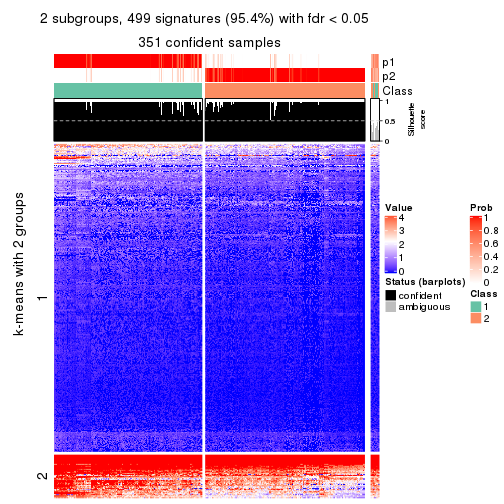 2 subgroups, 499 signatures (95.4%) with fdr < 0.05
351 confident samples
p1
p2
Class
1
0.5
0
Silhouette
score
k-means with 2 groups
1
2
Value
4
3
2
1
0
Status (barplots)
confident
ambiguous
Prob
1
0.8
0.6
0.4
0.2
0
Class
1
2